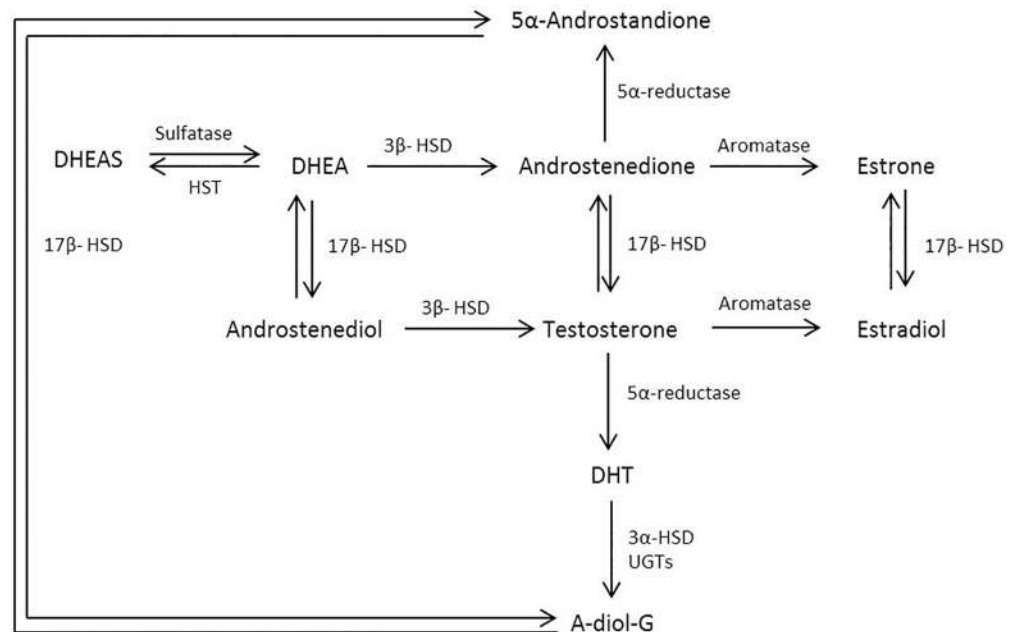 5α-Androstandione
5α-reductase
Sulfatase
3β- HSD
Aromatase
DHEAS
DHEA
Androstenedione
Estrone
HST
17β- HSD
17β- HSD
17β- HSD
17β- HSD
3β- HSD
Aromatase
Androstenediol
Testosterone
Estradiol
5α-reductase
DHT
3α-HSD
UGTs
A-diol-G